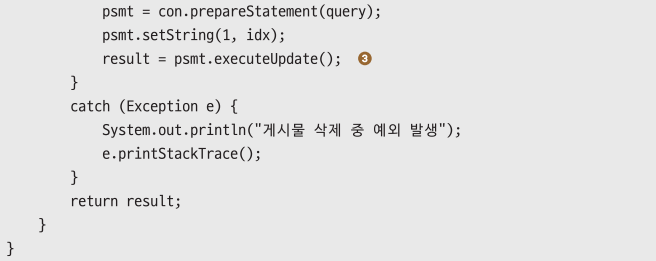 psmt = con.prepareStatement(query);
psmt.setString(1, idx);
result = psmt.executeUpdate(); ❸
}
catch (Exception e) {
System.out.println("게시물 삭제 중 예외 발생");
e.printStackTrace();
}
return result;
}
}